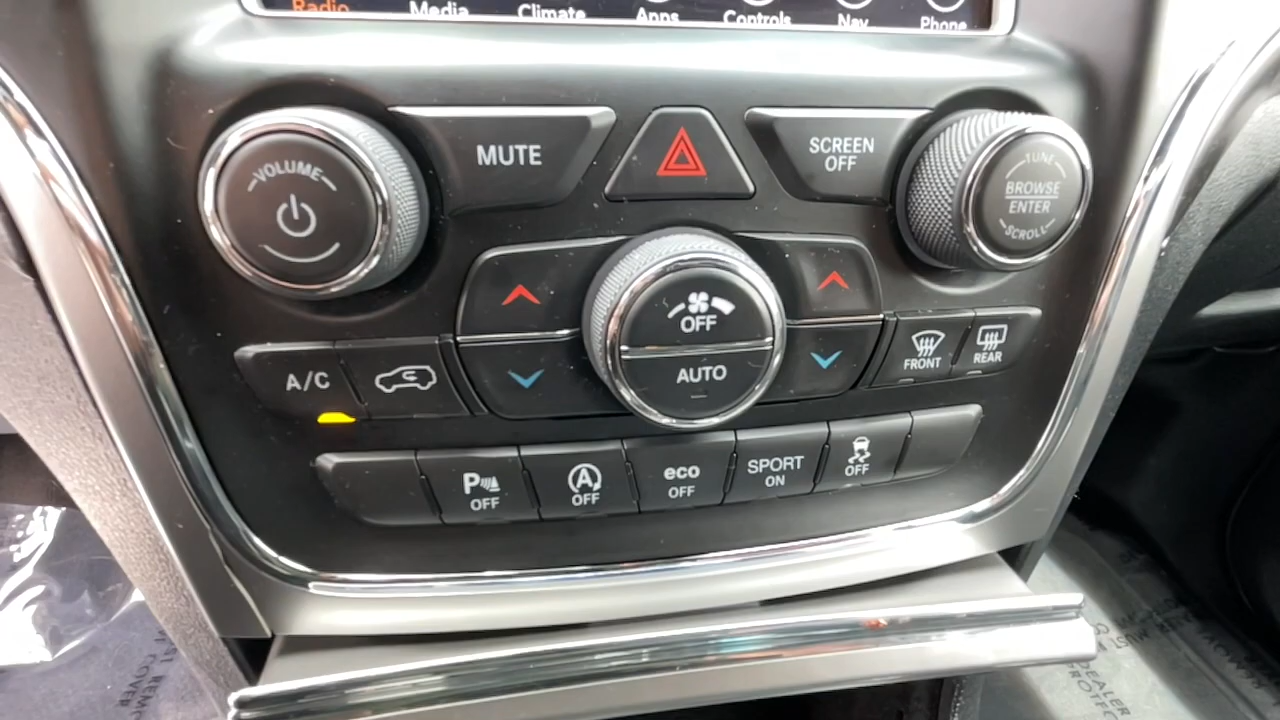 Radio Media Climate Apps Controls Nav Phone
VOLUME
MUTE
SCREEN
OFF
TUNE
BROWSE
ENTER
SCROLL
OFF
AUTO
A/C
FRONT
REAR
P
OFF
A
OFF
eco
OFF
SPORT
ON
OFF
DEALER